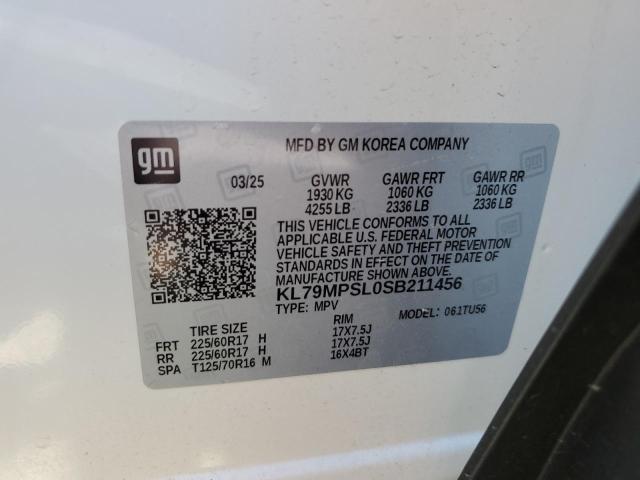 gm
MFD BY GM KOREA COMPANY
03/25 GVWR GAWR FRT GAWR RR
1930 KG 1060 KG 1060 KG
4255 LB 2336 LB 2336 LB
THIS VEHICLE CONFORMS TO ALL
APPLICABLE U.S. FEDERAL MOTOR
VEHICLE SAFETY AND THEFT PREVENTION
STANDARDS IN EFFECT ON THE DATE OF
MANUFACTURE SHOWN ABOVE.
KL79MPSL0SB211456
TYPE: MPV MODEL: 061TU56
TIRE SIZE RIM
FRT 225/60R17 H 17X7.5J
RR 225/60R17 H 17X7.5J
SPA T125/70R16 M 16X4BT